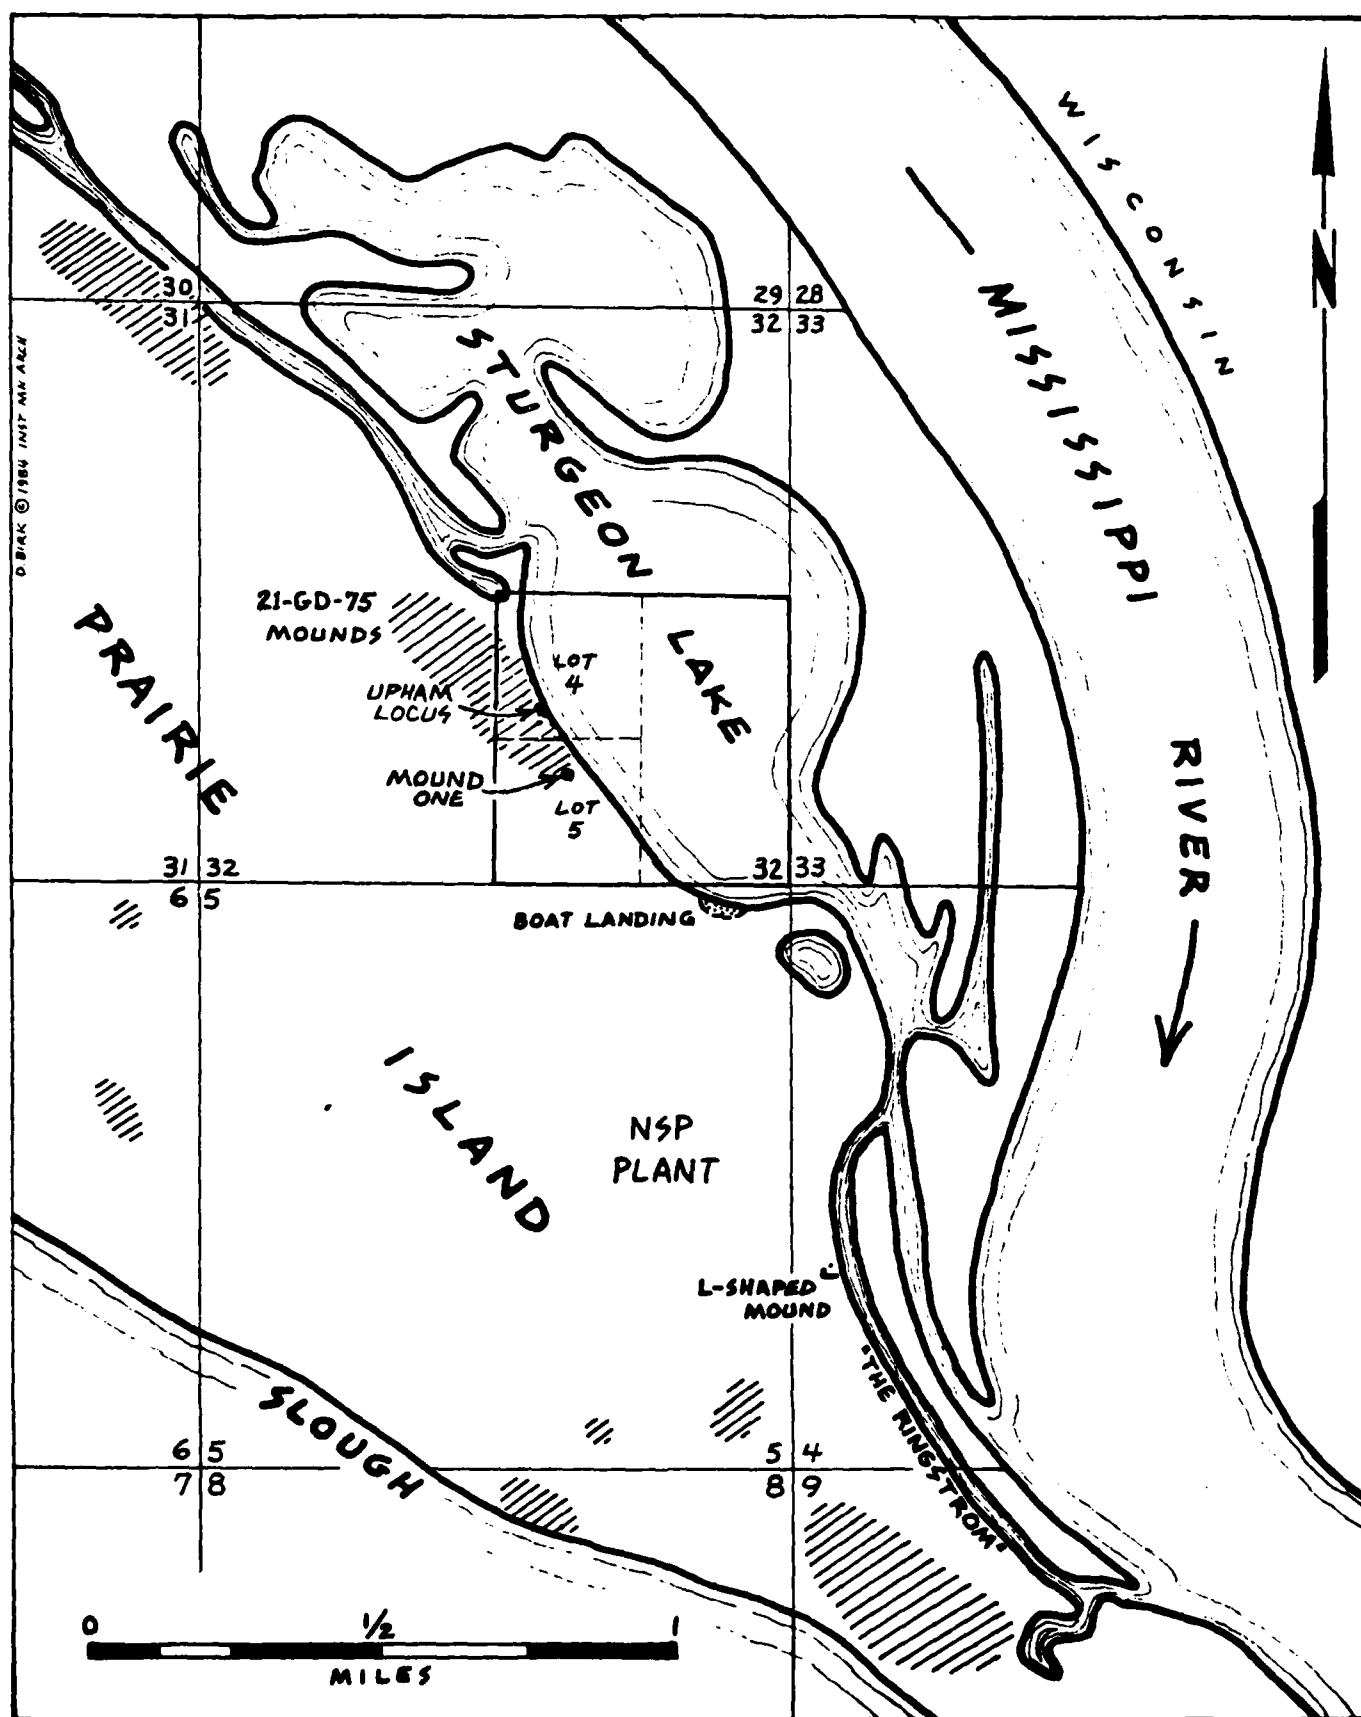 WISCONSIN
N
30
31
29 28
32 33
STURGEON
LAKE
MISSISSIPPI
RIVER
D. BIRK © 1984 INST MN ARCH
21-GD-75
MOUNDS
LOT
4
UPHAM
LOCUS
MOUND
ONE
LOT
5
PRAIRIE
ISLAND
31 32
6 5
32 33
BOAT LANDING
NSP
PLANT
L-SHAPED
MOUND
"THE RINGSTROM"
SLOUGH
6 5
7 8
5 4
8 9
0 1/2 1
MILES